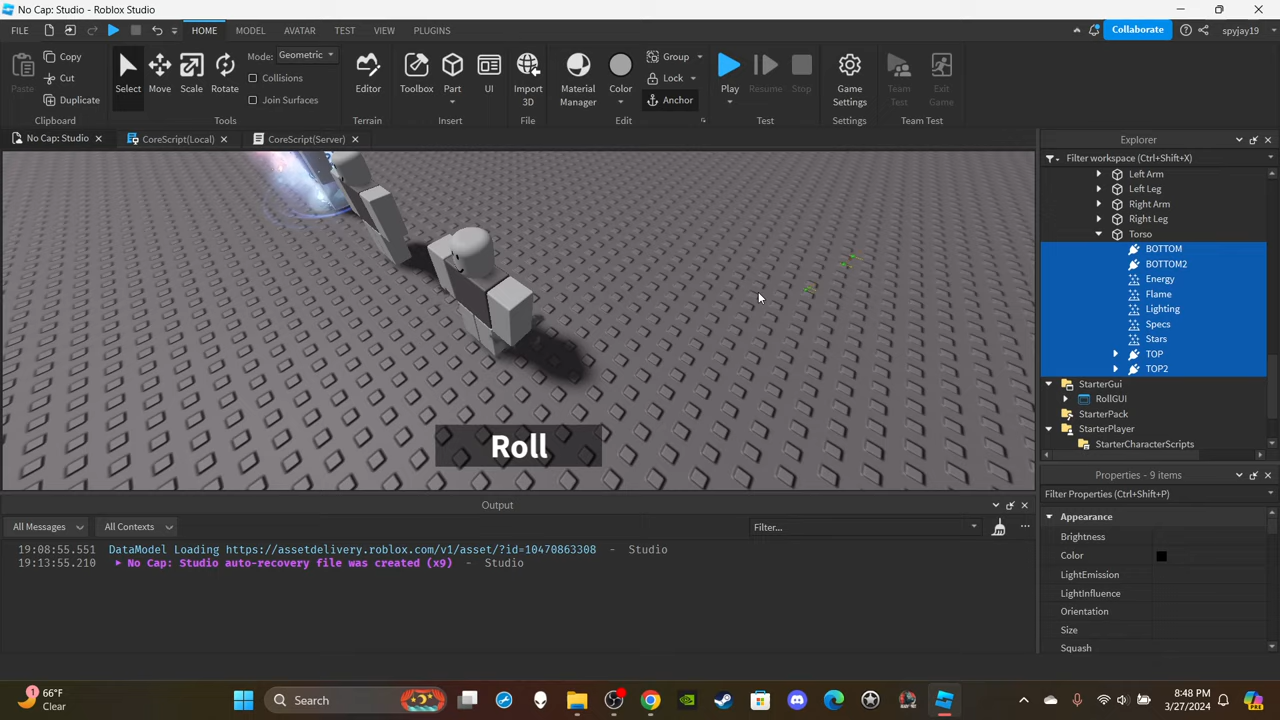 No Cap: Studio - Roblox Studio
FILE HOME MODEL AVATAR TEST VIEW PLUGINS Collaborate spyjay19
Paste Copy Cut Duplicate Select Move Scale Rotate Mode: Geometric Collisions Join Surfaces Editor Toolbox Part UI Import 3D Material Manager Color Group Lock Anchor Play Resume Stop Game Settings Team Test Exit Game
Clipboard Tools Terrain Insert File Edit Test Settings Team Test
No Cap: Studio CoreScript(Local) CoreScript(Server)
Explorer
Filter workspace (Ctrl+Shift+X)
Left Arm
Left Leg
Right Arm
Right Leg
Torso
BOTTOM
BOTTOM2
Energy
Flame
Lighting
Specs
Stars
TOP
TOP2
StarterGui
RollGUI
StarterPack
StarterPlayer
StarterCharacterScripts
Roll
Properties - 9 items
Filter Properties (Ctrl+Shift+P)
Appearance
Brightness
Color
LightEmission
LightInfluence
Orientation
Size
Squash
Output
All Messages All Contexts Filter...
19:08:55.551 DataModel Loading https://assetdelivery.roblox.com/v1/asset/?id=10470863308 - Studio
19:13:55.210 No Cap: Studio auto-recovery file was created (x9) - Studio
1 66°F
Clear
Search
8:48 PM
3/27/2024